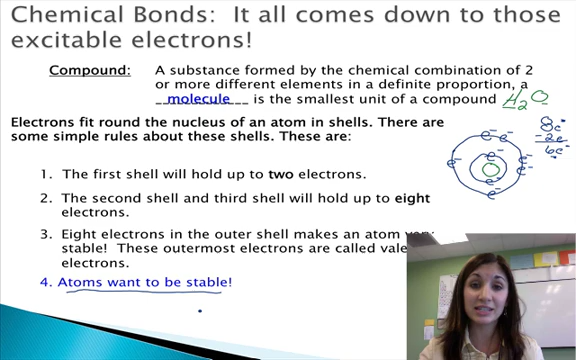 Chemical Bonds: It all comes down to those
excitable electrons!
Compound: A substance formed by the chemical combination of 2
or more different elements in a definite proportion, a
molecule is the smallest unit of a compound H2O
Electrons fit round the nucleus of an atom in shells. There are
some simple rules about these shells. These are:
8e-
-2e-
6e-
e- e-
e-
e- e-
e-
e-
1. The first shell will hold up to two electrons.
2. The second shell and third shell will hold up to eight
electrons.
3. Eight electrons in the outer shell makes an atom
stable! These outermost electrons are called
electrons.
4. Atoms want to be stable!